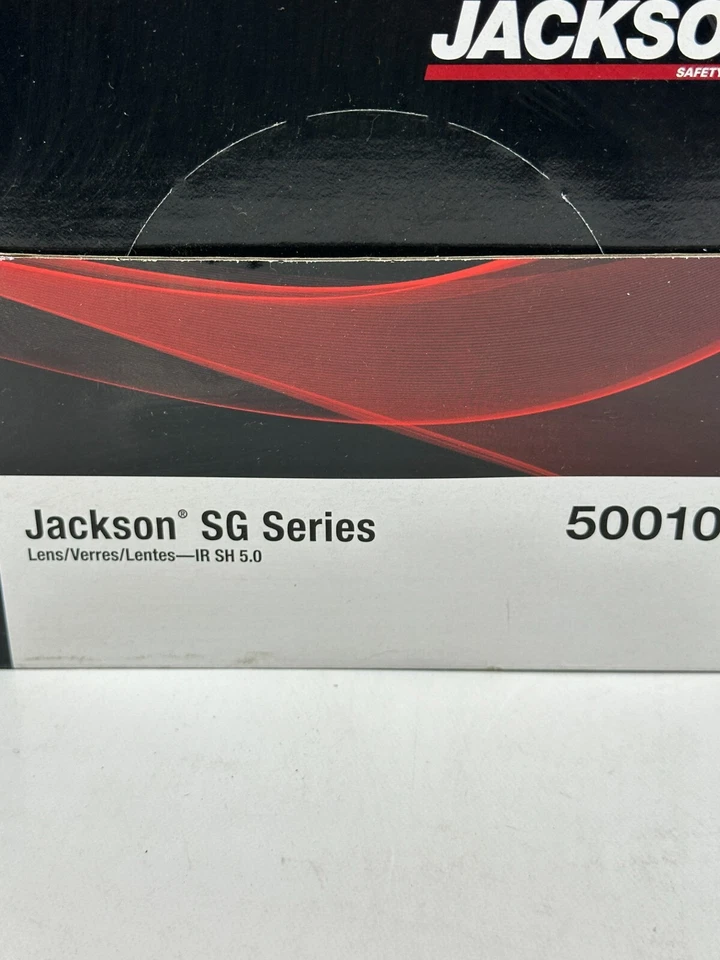 JACKSO
SAFETY
Jackson® SG Series
50010
Lens/Verres/Lentes—IR SH 5.0